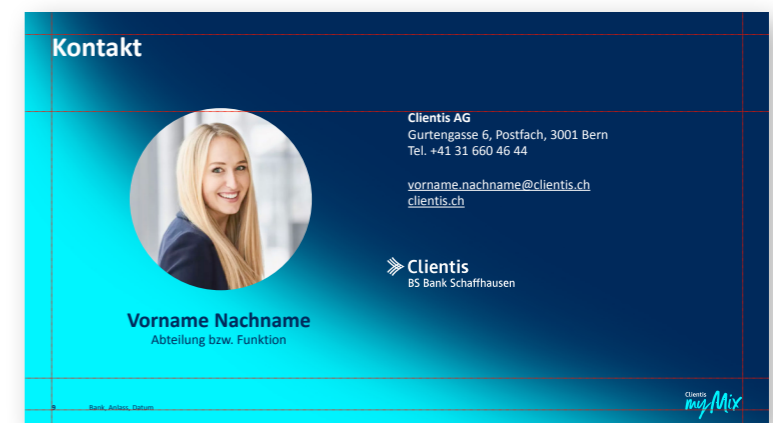 Kontakt
Clientis AG
Gurtengasse 6, Postfach, 3001 Bern
Tel. +41 31 660 46 44
vorname.nachname@clientis.ch
clientis.ch
Clientis
BS Bank Schaffhausen
Vorname Nachname
Abteilung bzw. Funktion
9 Bank, Anlass, Datum
Clientis
myMix